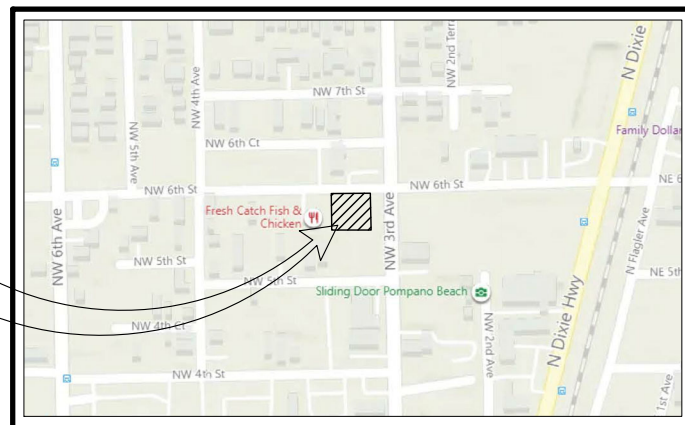 NW 2nd Terr
N Dixie
NW 4th Ave
NW 5th Ave
NW 7th St
NW 6th Ct
Family Dollar
NW 6th St
NW 6th St
NE 6
Fresh Catch Fish &
Chicken
NW 6th Ave
NW 3rd Ave
N Flagler Ave
NW 5th St
NW 5th St
NE 5th
Sliding Door Pompano Beach
N Dixie Hwy
NW 4th Ct
NW 2nd Ave
NW 4th St
1st Ave